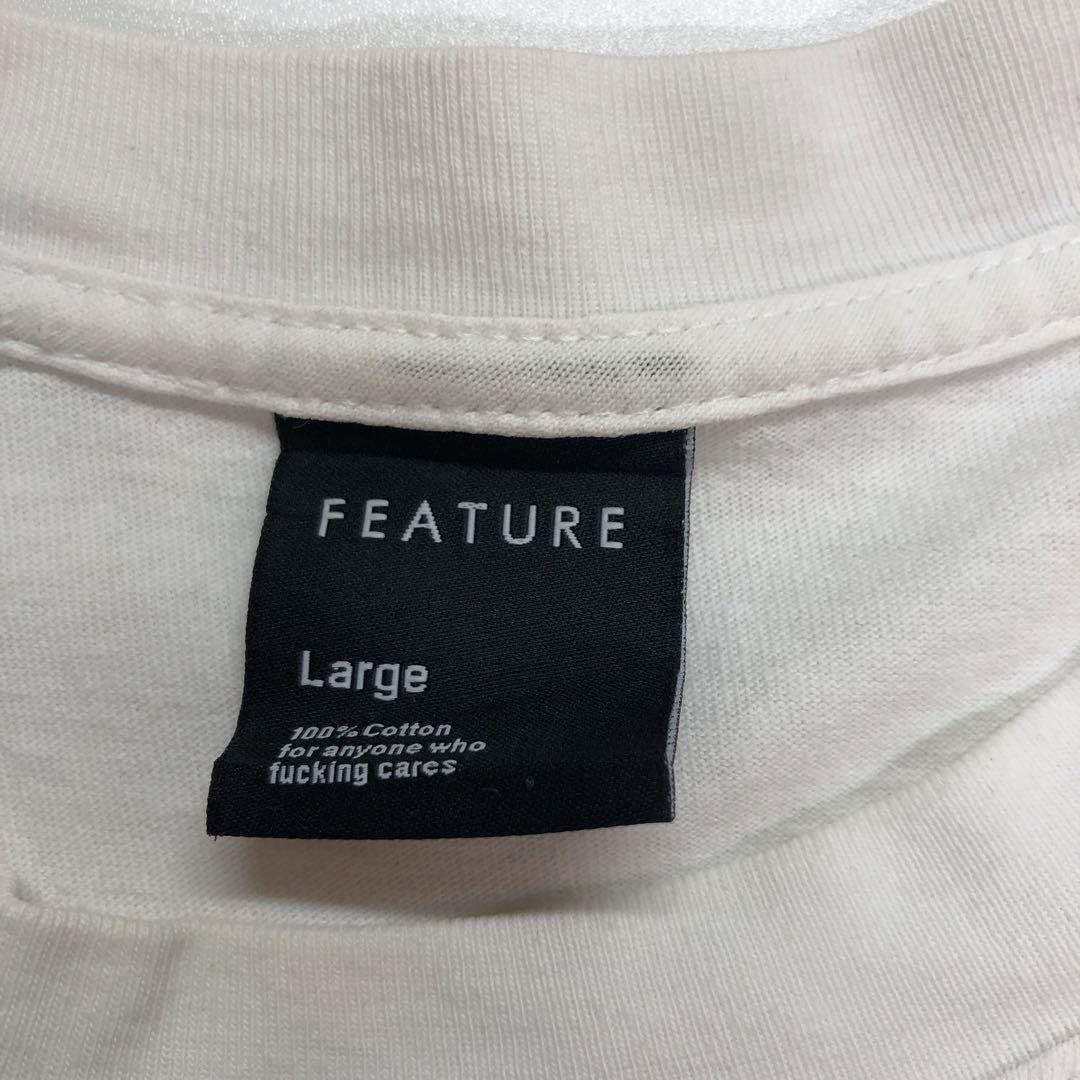 FEATURE
Large
100% Cotton
for anyone who
fucking cares